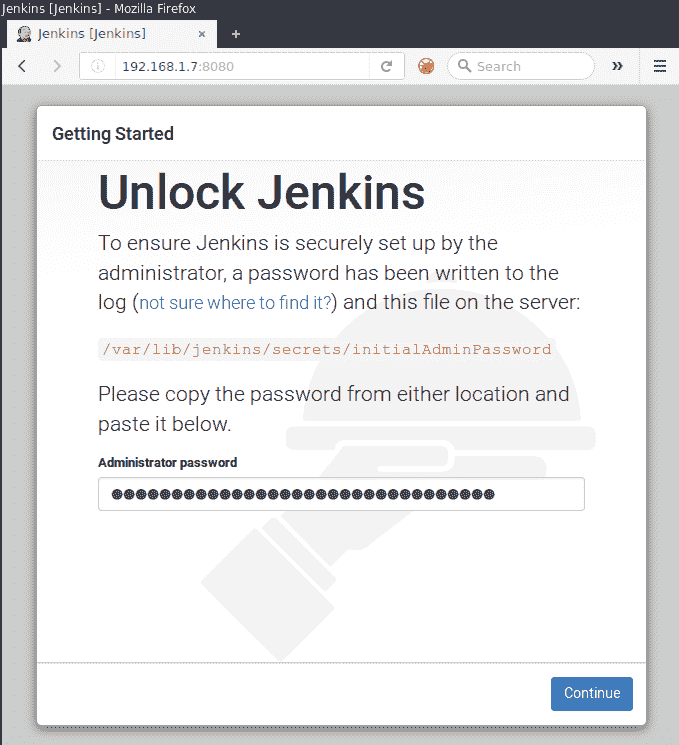 Jenkins [Jenkins] - Mozilla Firefox
Jenkins [Jenkins]
192.168.1.7:8080
Search
Getting Started
Unlock Jenkins
To ensure Jenkins is securely set up by the
administrator, a password has been written to the
log (not sure where to find it?) and this file on the server:
/var/lib/jenkins/secrets/initialAdminPassword
Please copy the password from either location and
paste it below.
Administrator password
Continue